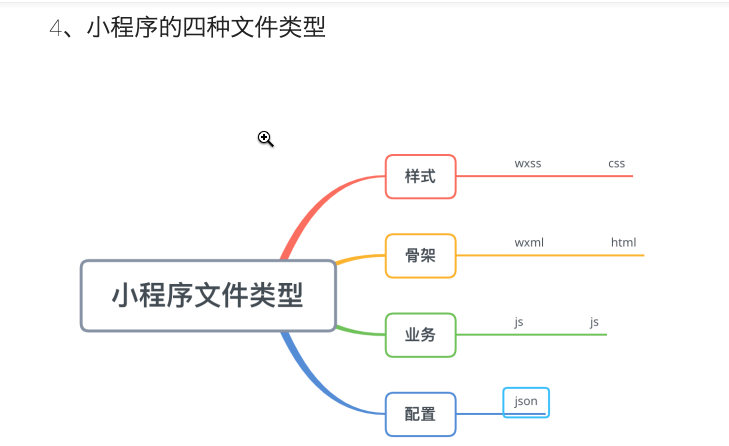 4、小程序的四种文件类型
样式 wxss css
骨架 wxml html
小程序文件类型
业务 js js
配置 json